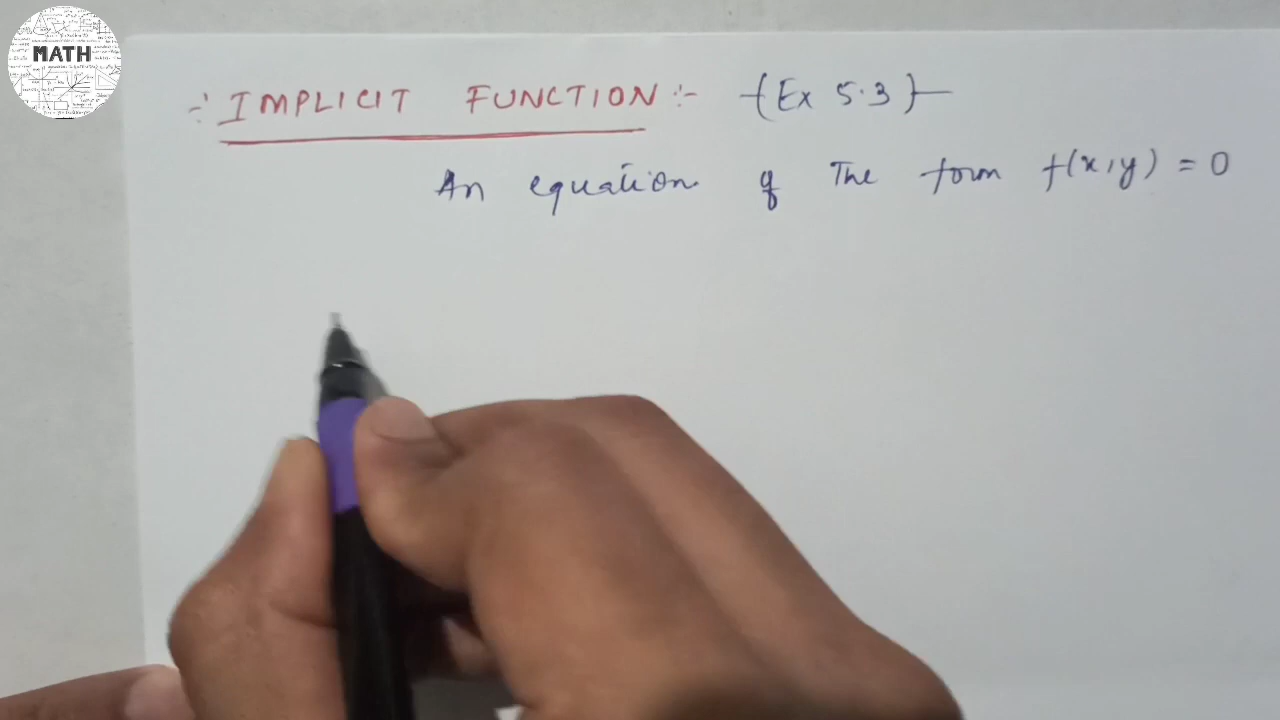 MATH
-: IMPLICIT FUNCTION :- {Ex 5.3}
An equation of The form f(x,y) = 0